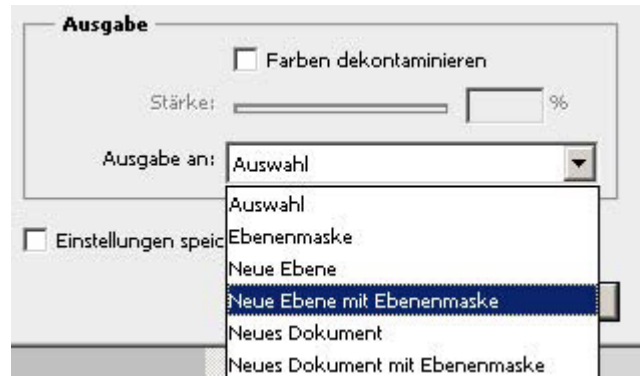 Ausgabe
Farben dekontaminieren
Stärke: %
Ausgabe an: Auswahl
Auswahl
Einstellungen speic
Ebenenmaske
Neue Ebene
Neue Ebene mit Ebenenmaske
Neues Dokument
Neues Dokument mit Ebenenmaske